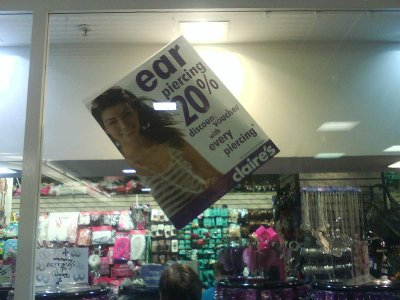 ear
piercing
20%
discount voucher
with
every
piercing*
claire's